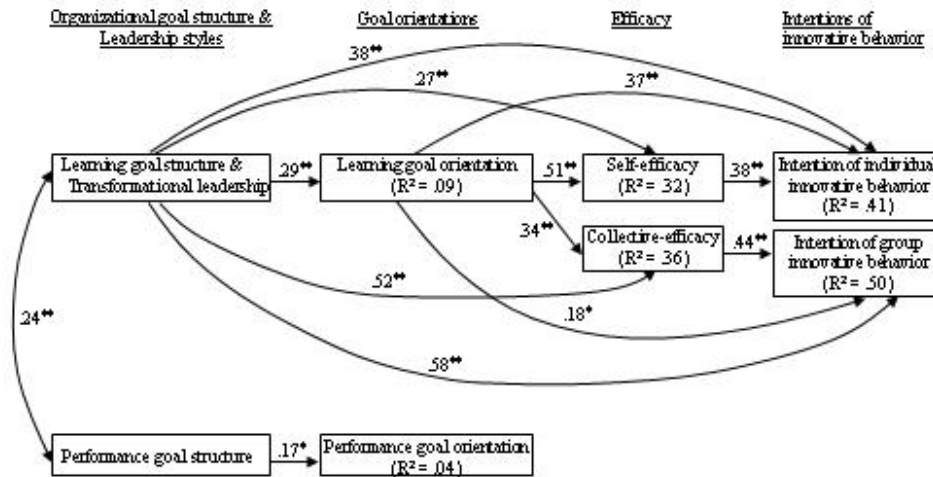 Organizational goal structure &
Leadership styles
Goal orientations
Efficacy
Intentions of
innovative behavior
.38**
.27**
.37**
Learning goal structure &
Transformational leadership
.29**
Learning goal orientation
(R² = .09)
.51**
Self-efficacy
(R² = .32)
.38**
Intention of individual
innovative behavior
(R² = .41)
.34**
Collective-efficacy
(R² = .36)
.44**
Intention of group
innovative behavior
(R² = .50)
.52**
.18*
.24**
.58**
Performance goal structure
.17*
Performance goal orientation
(R² = .04)